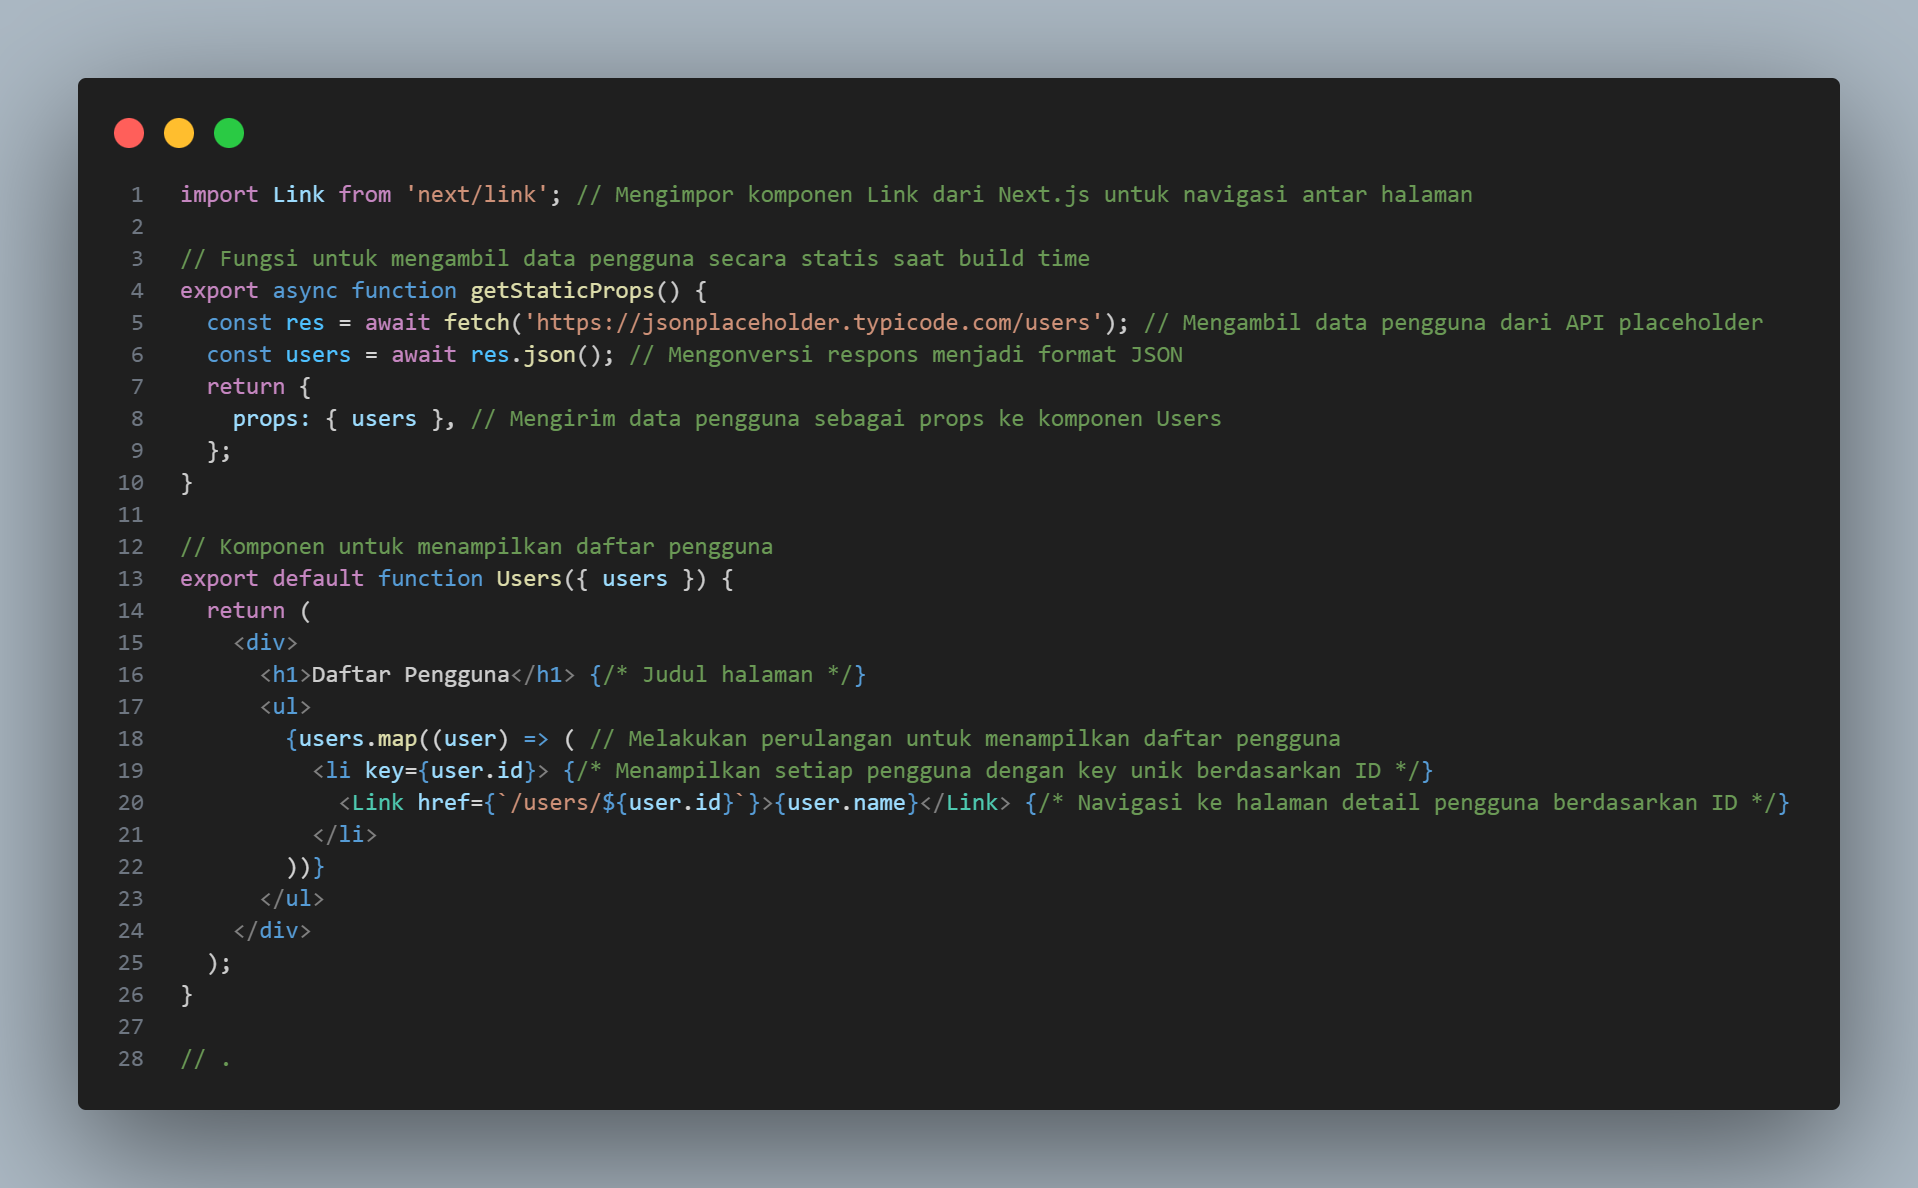 1 import Link from 'next/link'; // Mengimpor komponen Link dari Next.js untuk navigasi antar halaman
2
3 // Fungsi untuk mengambil data pengguna secara statis saat build time
4 export async function getStaticProps() {
5   const res = await fetch('https://jsonplaceholder.typicode.com/users'); // Mengambil data pengguna dari API placeholder
6   const users = await res.json(); // Mengonversi respons menjadi format JSON
7   return {
8     props: { users }, // Mengirim data pengguna sebagai props ke komponen Users
9   };
10 }
11
12 // Komponen untuk menampilkan daftar pengguna
13 export default function Users({ users }) {
14   return (
15     <div>
16       <h1>Daftar Pengguna</h1> {/* Judul halaman */}
17       <ul>
18         {users.map((user) => ( // Melakukan perulangan untuk menampilkan daftar pengguna
19           <li key={user.id}> {/* Menampilkan setiap pengguna dengan key unik berdasarkan ID */}
20             <Link href={`/users/${user.id}`}>{user.name}</Link> {/* Navigasi ke halaman detail pengguna berdasarkan ID */}
21           </li>
22         ))}
23       </ul>
24     </div>
25   );
26 }
27
28 // .